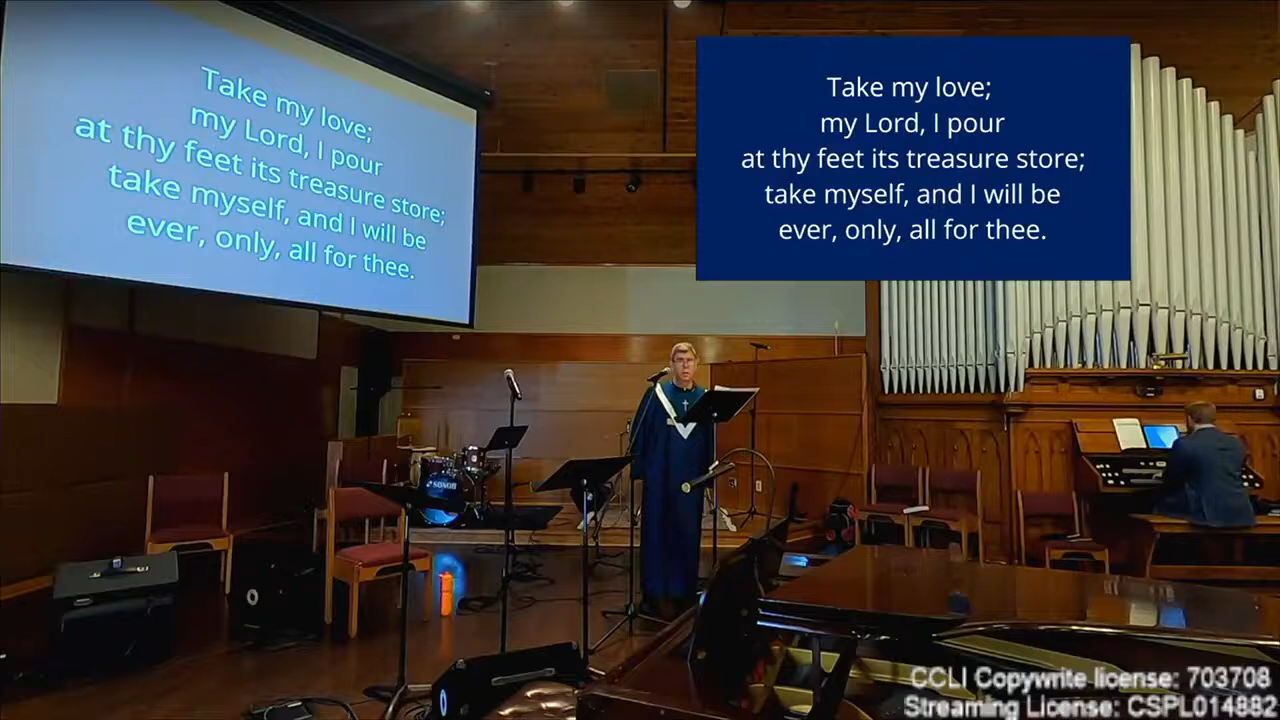 Take my love;
my Lord, I pour
at thy feet its treasure store;
take myself, and I will be
ever, only, all for thee.
Take my love;
my Lord, I pour
at thy feet its treasure store;
take myself, and I will be
ever, only, all for thee.
SONOR
CCLI Copywrite license: 703708
Streaming License: CSPL014882